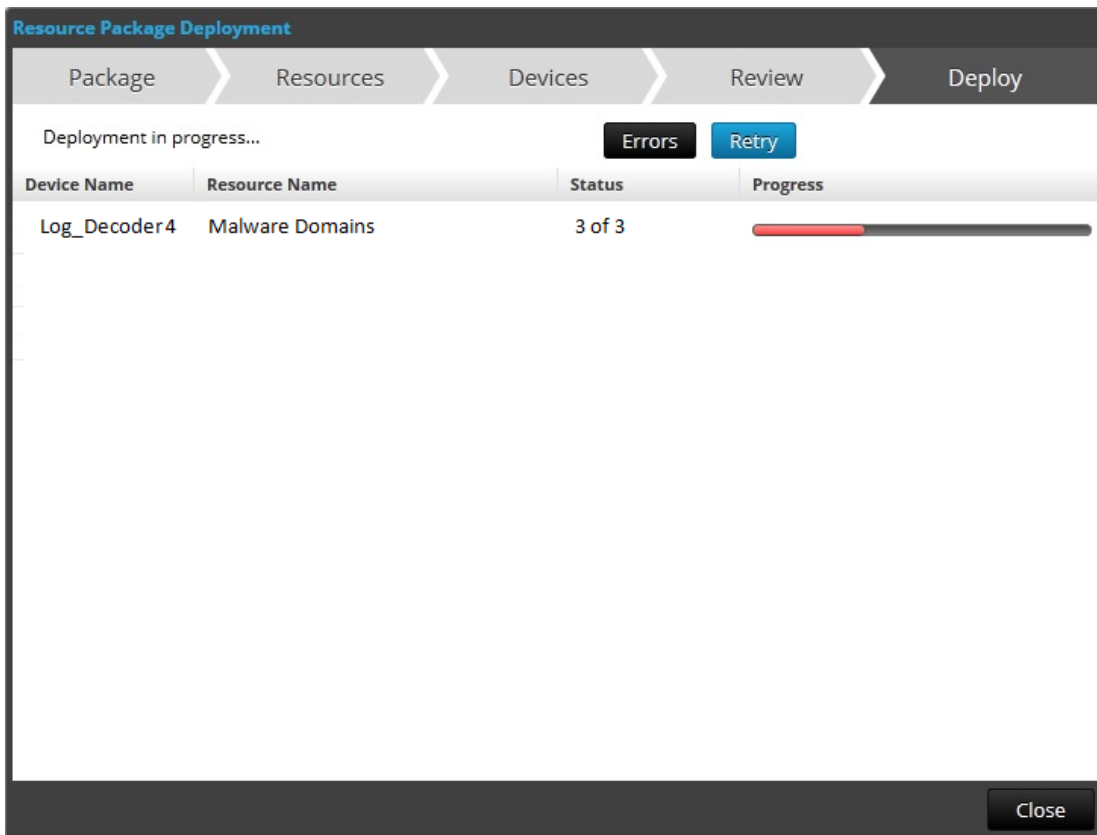 Resource Package Deployment
Package Resources Devices Review Deploy
Deployment in progress... Errors Retry
Device Name Resource Name Status Progress
Log_Decoder4 Malware Domains 3 of 3
Close